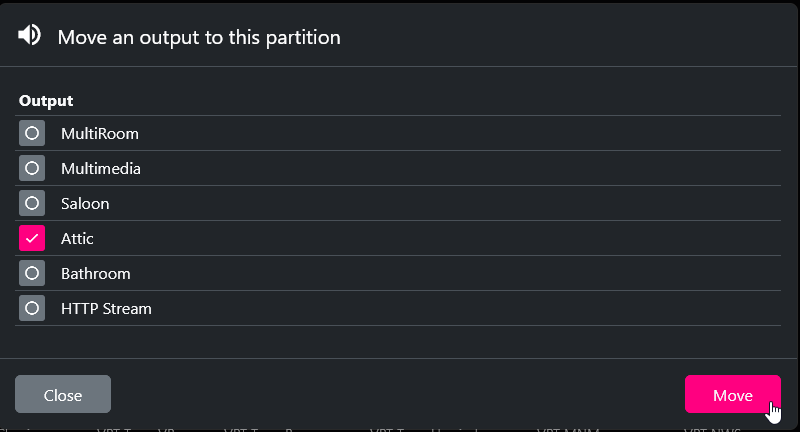 Move an output to this partition
Output
MultiRoom
Multimedia
Saloon
Attic
Bathroom
HTTP Stream
Close
Move